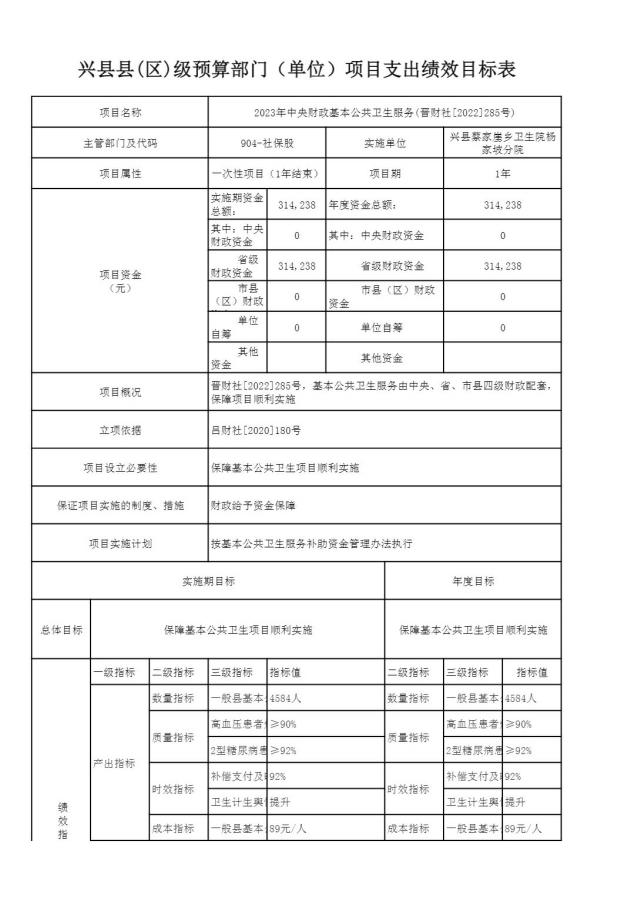 兴县县(区)级预算部门（单位）项目支出绩效目标表
项目名称 2023年中央财政基本公共卫生服务(晋财社[2022]285号)
主管部门及代码 904-社保股 实施单位 兴县蔡家崖乡卫生院杨
家坡分院
项目属性 一次性项目（1年结束） 项目期 1年
项目资金
（元）
实施期资金
总额： 314,238 年度资金总额： 314,238
其中：中央
财政资金 0 其中：中央财政资金 0
省级
财政资金 314,238 省级财政资金 314,238
市县
（区）财政 0 市县（区）财政
资金 0
单位
自筹 0 单位自筹 0
其他
资金 其他资金
项目概况 晋财社[2022]285号，基本公共卫生服务由中央、省、市县四级财政配套，
保障项目顺利实施
立项依据 吕财社[2020]180号
项目设立必要性 保障基本公共卫生项目顺利实施
保证项目实施的制度、措施 财政给予资金保障
项目实施计划 按基本公共卫生服务补助资金管理办法执行
实施期目标 年度目标
总体目标 保障基本公共卫生项目顺利实施 保障基本公共卫生项目顺利实施
一级指标 二级指标 三级指标 指标值 二级指标 三级指标 指标值
绩
效
指
产出指标
数量指标 一般县基本 4584人 数量指标 一般县基本 4584人
质量指标 高血压患者 ≥90% 质量指标 高血压患者 ≥90%
2型糖尿病患 ≥92% 2型糖尿病患 ≥92%
时效指标 补偿支付及 92% 时效指标 补偿支付及 92%
卫生计生舆 提升 卫生计生舆 提升
成本指标 一般县基本 89元/人 成本指标 一般县基本 89元/人